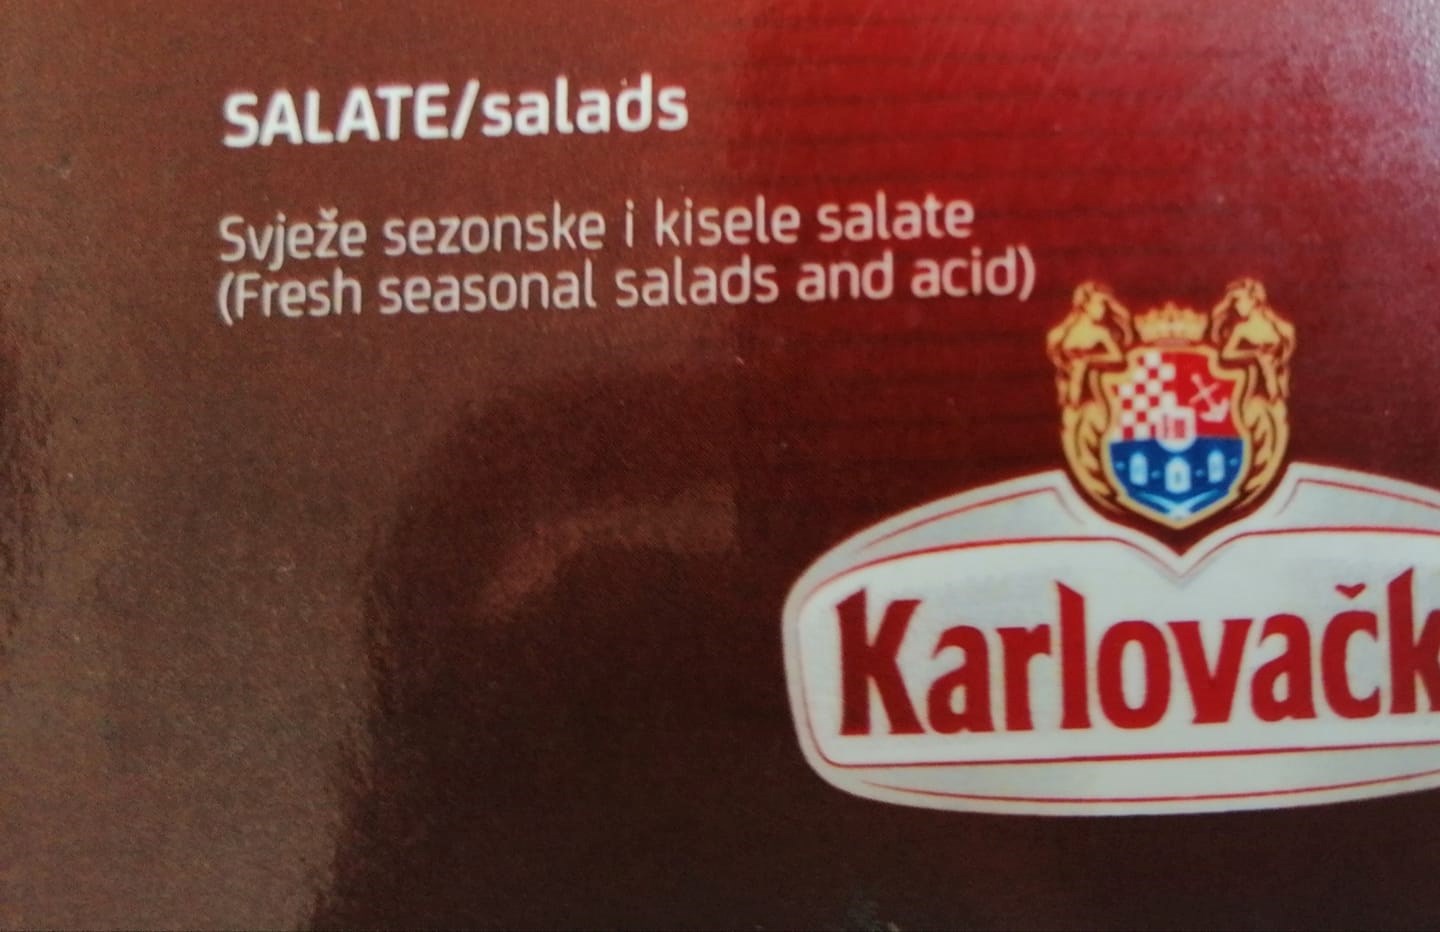 SALATE/salads
Svježe sezonske i kisele salate
(Fresh seasonal salads and acid)
Karlovačk